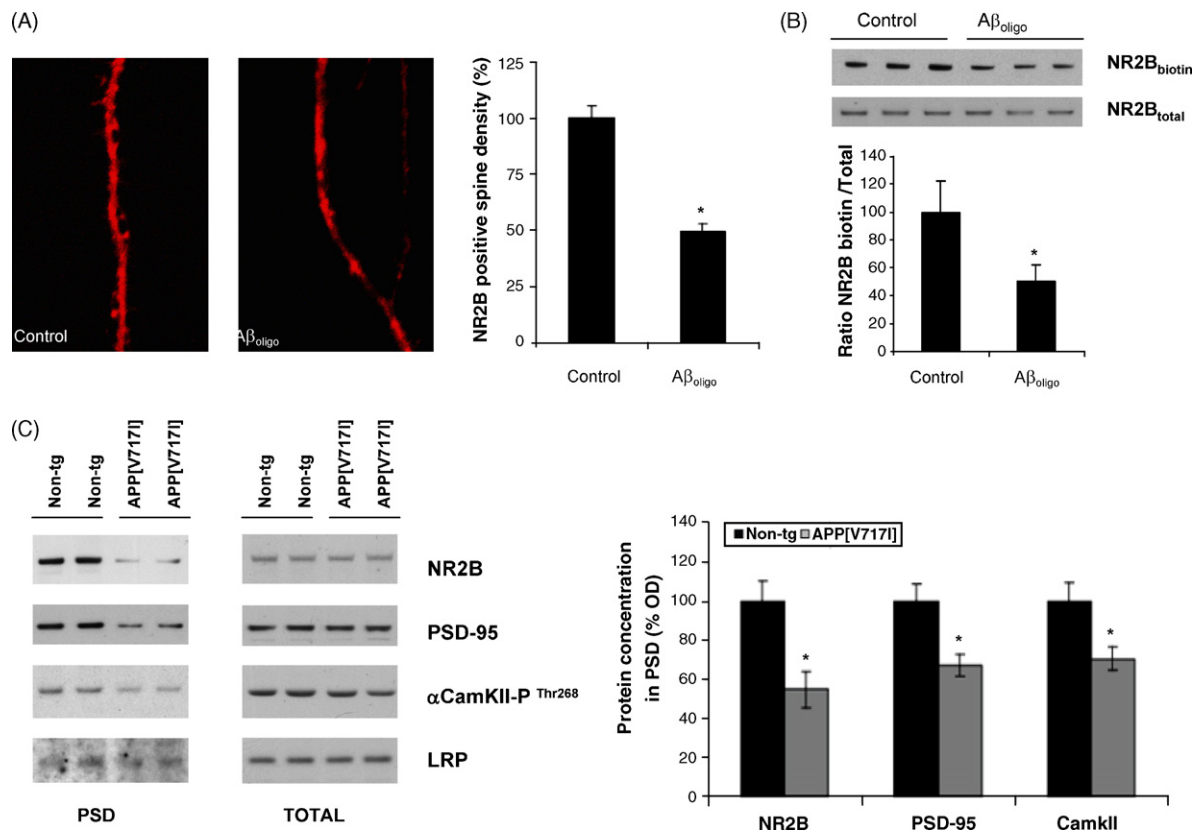 (A)
Control
Aβoligo
NR2B positive spine density (%)
125
100
75
50
25
0
*
Control
Aβoligo
(B)
Control
Aβoligo
NR2Bbiotin
NR2Btotal
Ratio NR2B biotin /Total
140
120
100
80
60
40
20
0
*
Control
Aβoligo
(C)
Non-tg
Non-tg
APP[V717I]
APP[V717I]
Non-tg
Non-tg
APP[V717I]
APP[V717I]
NR2B
PSD-95
αCamKII-P Thr268
LRP
PSD
TOTAL
Protein concentration
in PSD (% OD)
140
120
100
80
60
40
20
0
Non-tg
APP[V717I]
*
*
*
NR2B
PSD-95
CamkII